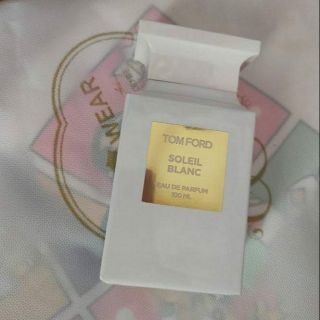 WEAR
TOM FORD
SOLEIL
BLANC
EAU DE PARFUM
100 ML